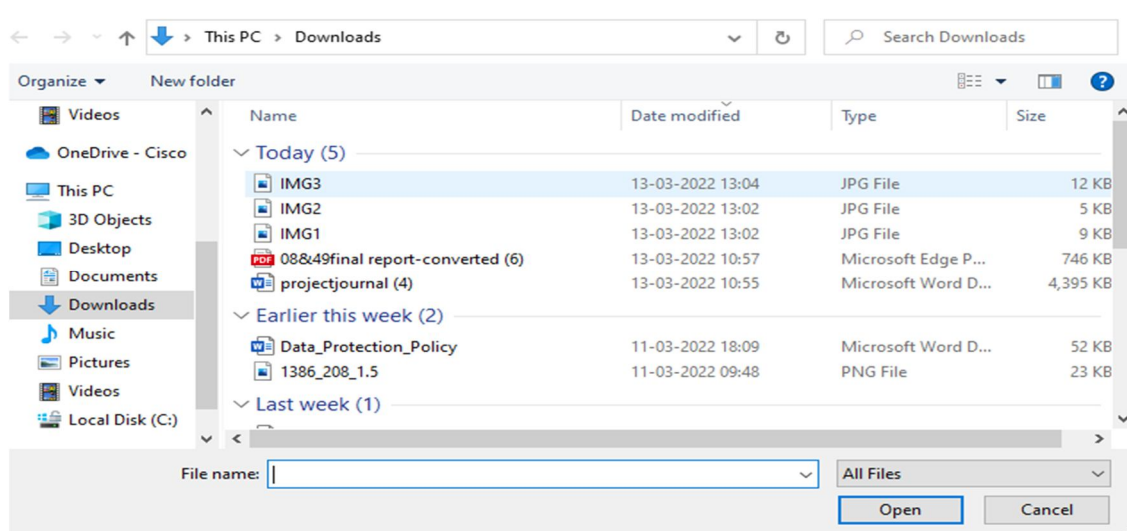 This PC > Downloads
Search Downloads
Organize
New folder
Name
Date modified
Type
Size
Videos
OneDrive - Cisco
This PC
3D Objects
Desktop
Documents
Downloads
Music
Pictures
Videos
Local Disk (C:)
Today (5)
IMG3 13-03-2022 13:04 JPG File 12 KB
IMG2 13-03-2022 13:02 JPG File 5 KB
IMG1 13-03-2022 13:02 JPG File 9 KB
PDF 08&49final report-converted (6) 13-03-2022 10:57 Microsoft Edge P... 746 KB
projectjournal (4) 13-03-2022 10:55 Microsoft Word D... 4,395 KB
Earlier this week (2)
Data_Protection_Policy 11-03-2022 18:09 Microsoft Word D... 52 KB
1386_208_1.5 11-03-2022 09:48 PNG File 23 KB
Last week (1)
File name:
All Files
Open
Cancel